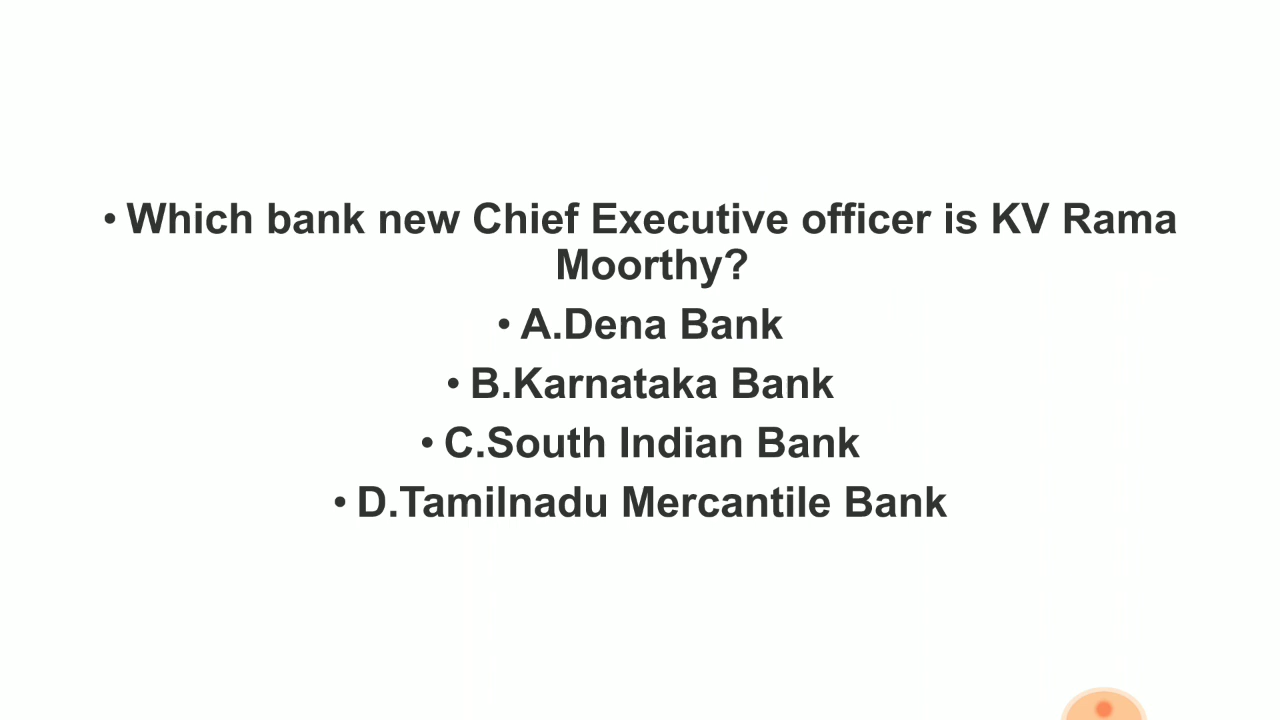 • Which bank new Chief Executive officer is KV Rama
Moorthy?
• A.Dena Bank
• B.Karnataka Bank
• C.South Indian Bank
• D.Tamilnadu Mercantile Bank